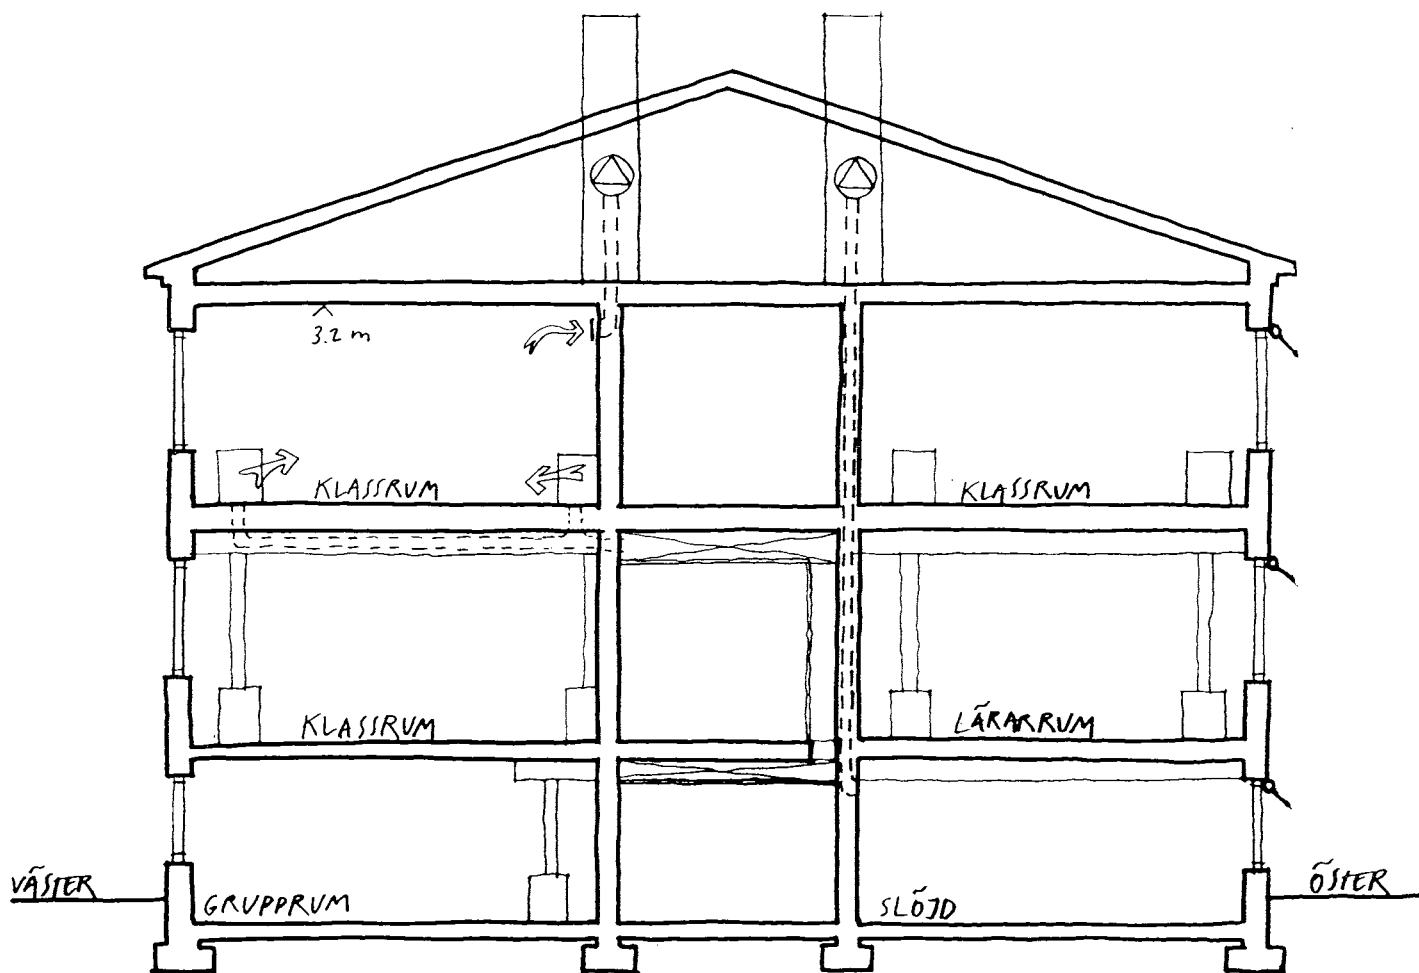 3.2 m
KLASSRUM
KLASSRUM
KLASSRUM
LÄRARRUM
VÄSTER
ÖSTER
GRUPPRUM
SLÖJD